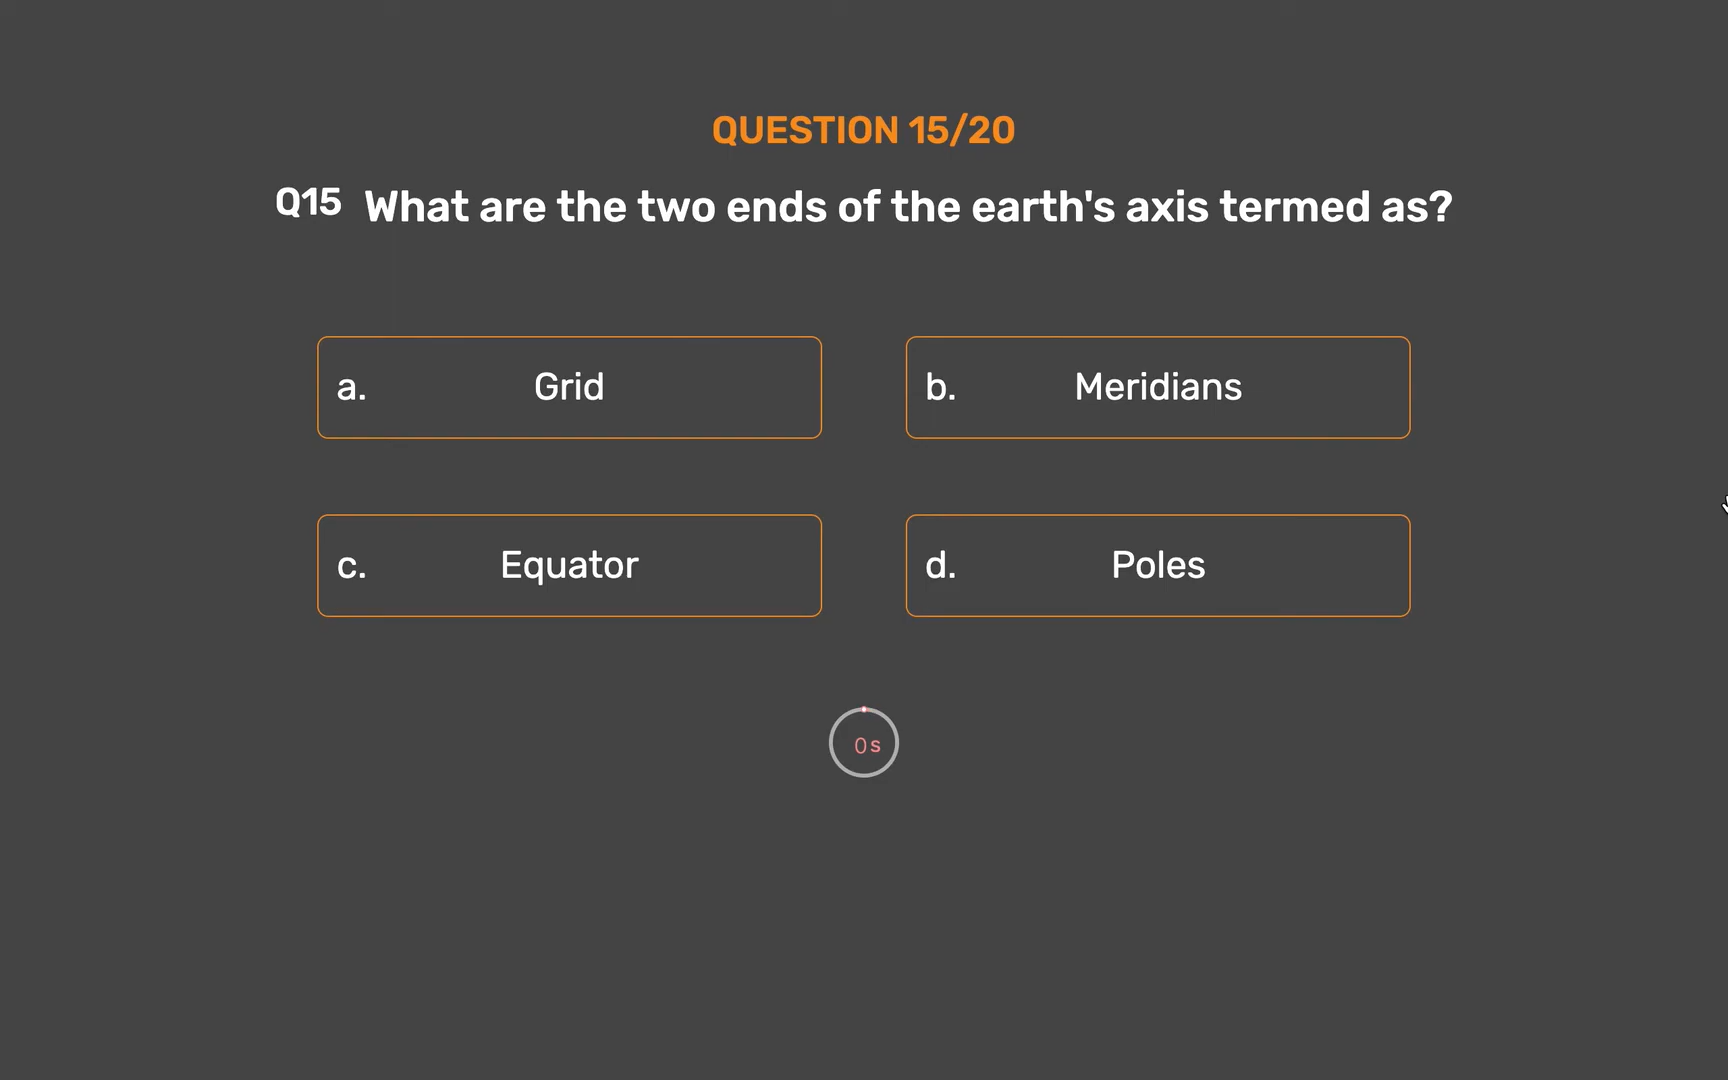 QUESTION 15/20
Q15 What are the two ends of the earth's axis termed as?
a. Grid
b. Meridians
c. Equator
d. Poles
0s